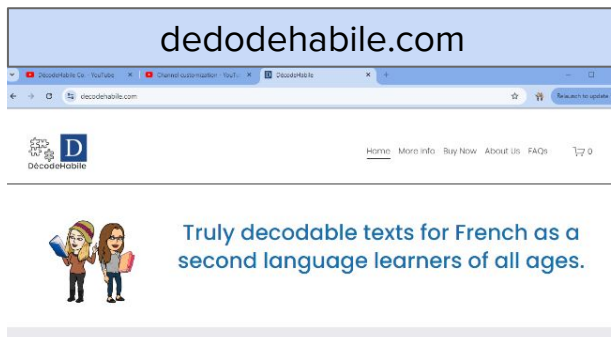 dedodehabile.com
DécodeHabile Co. - YouTube
Channel customization - YouTu
DécodeHabile
decodehabile.com
Relaunch to update
D
DécodeHabile
Home More Info Buy Now About Us FAQs 0
Truly decodable texts for French as a
second language learners of all ages.